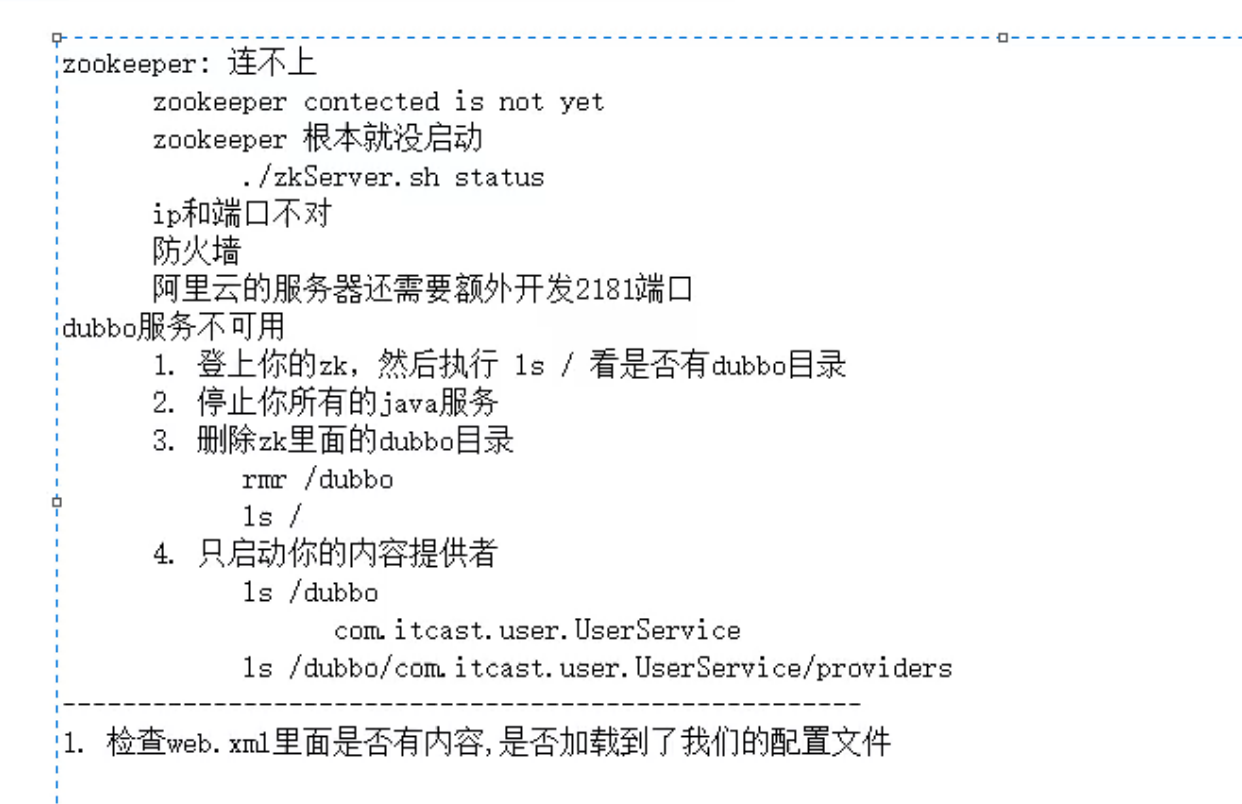 zookeeper: 连不上
zookeeper contected is not yet
zookeeper 根本就没启动
./zkServer.sh status
ip和端口不对
防火墙
阿里云的服务器还需要额外开发2181端口
dubbo服务不可用
1. 登上你的zk，然后执行 ls / 看是否有dubbo目录
2. 停止你所有的java服务
3. 删除zk里面的dubbo目录
rmr /dubbo
ls /
4. 只启动你的内容提供者
ls /dubbo
com.itcast.user.UserService
ls /dubbo/com.itcast.user.UserService/providers
-----------------------------------------------------
1. 检查web.xml里面是否有内容,是否加载到了我们的配置文件